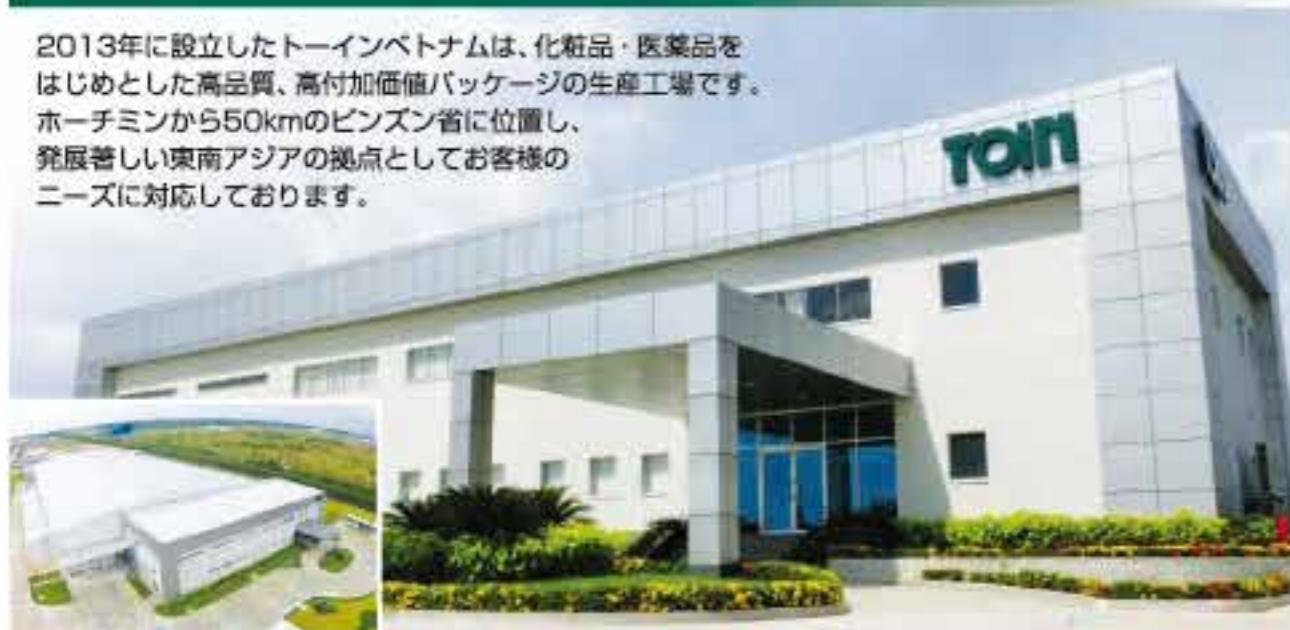 2013年に設立したトーインベトナムは、化粧品・医薬品を
はじめとした高品質、高付加価値パッケージの生産工場です。
ホーチミンから50kmのビンズン省に位置し、
発展著しい東南アジアの拠点としてお客様の
ニーズに対応しております。
TOIN